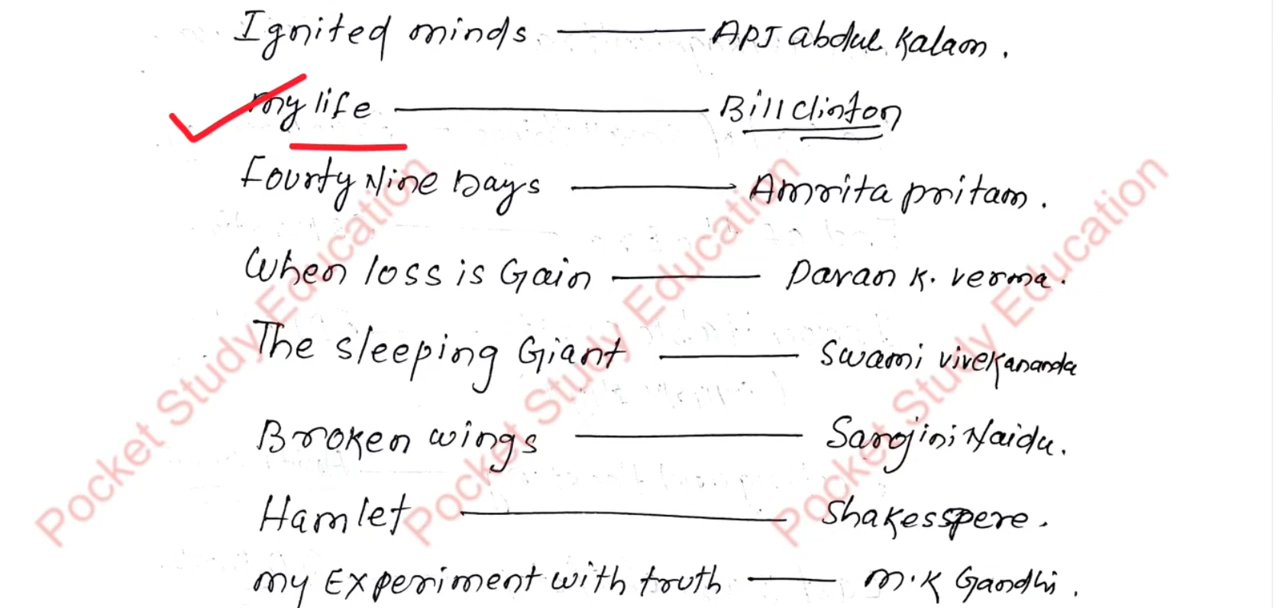 Ignited minds. —— APJ abdul Kalam.
my life —— Bill clinton
Fourty Nine Days —— Amrita pritam.
When loss is Gain —— Pavan K. verma.
The sleeping Giant —— Swami vivekananda
Broken wings —— Sarojini Naidu.
Hamlet —— Shakesspere.
my Experiment with truth —— M.K Gandhi.
Pocket Study Education
Pocket Study Education
Pocket Study Education